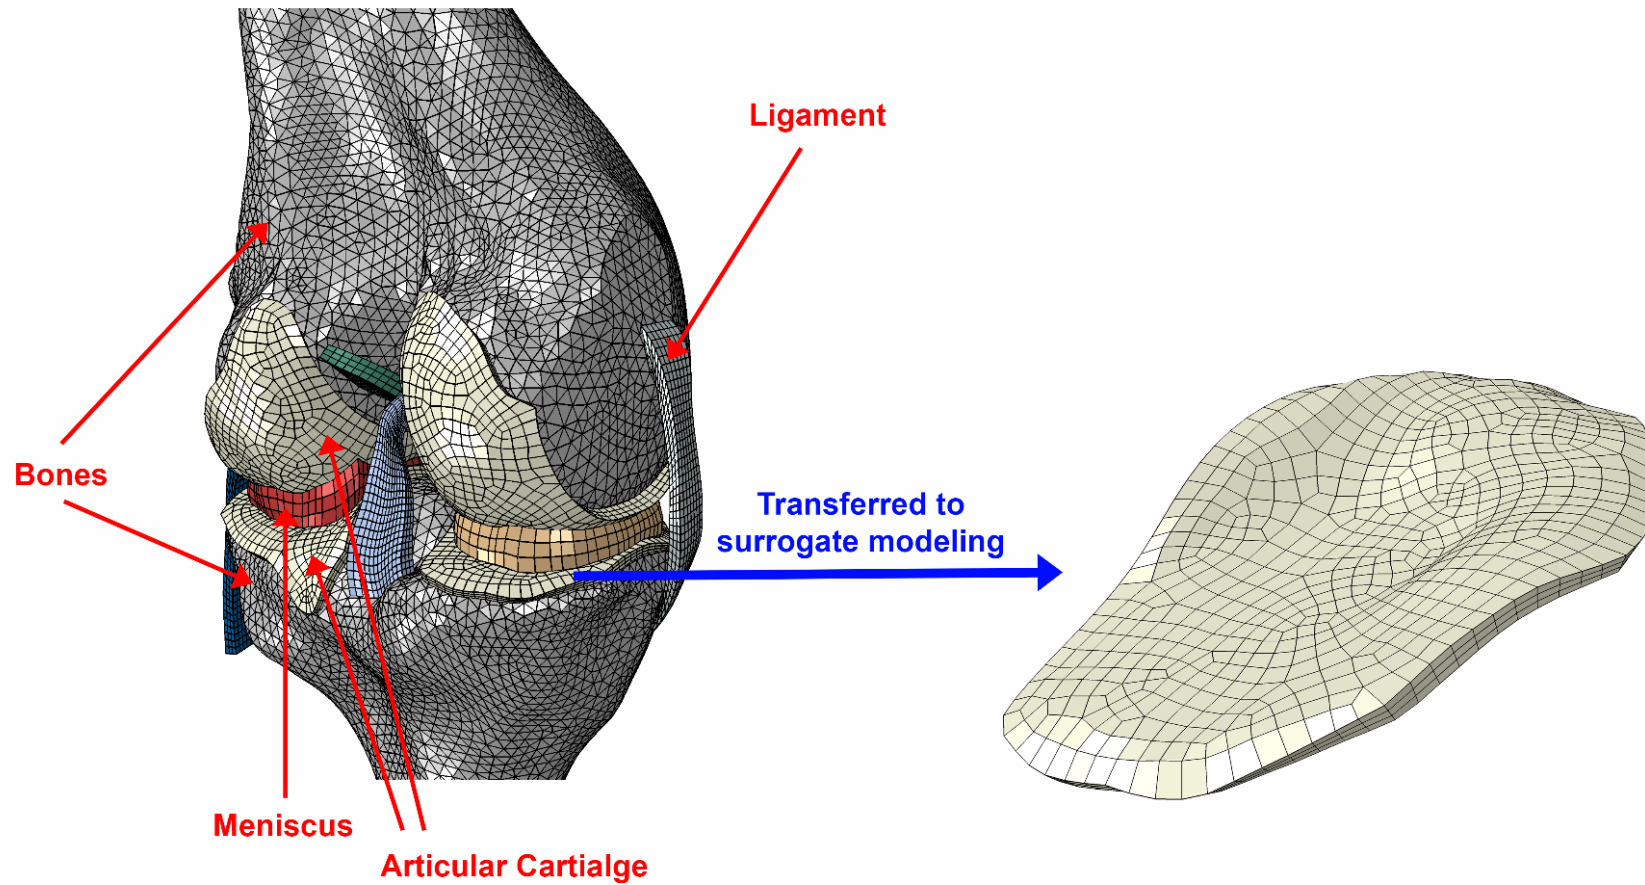 Ligament
Bones
Transferred to
surrogate modeling
Meniscus
Articular Cartialge